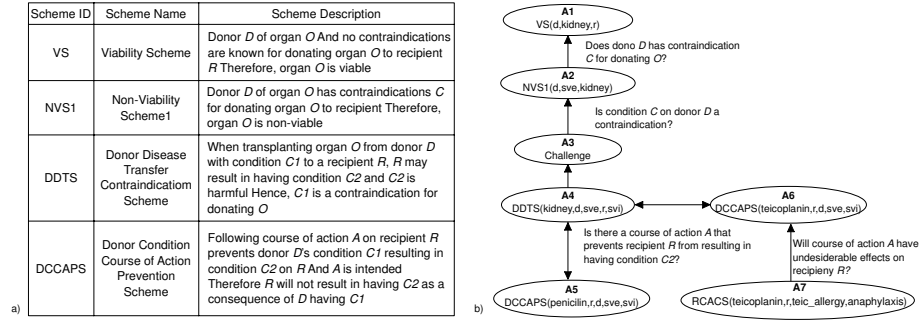 Scheme ID Scheme Name Scheme Description
VS
Viability Scheme
Donor D of organ O And no contraindications
are known for donating organ O to recipient
R Therefore, organ O is viable
NVS1
Non-Viability
Scheme1
Donor D of organ O has contraindications C
for donating organ O to recipient Therefore,
organ O is non-viable
DDTS
Donor Disease
Transfer
Contraindicatiom
Scheme
When transplanting organ O from donor D
with condition C1 to a recipient R, R may
result in having condition C2 and C2 is
harmful Hence, C1 is a contraindication for
donating O
DCCAPS
Donor Condition
Course of Action
Prevention
Scheme
Following course of action A on recipient R
prevents donor D's condition C1 resulting in
condition C2 on R And A is intended
Therefore R will not result in having C2 as a
consequence of D having C1
a)
A1
VS(d,kidney,r)
Does dono D has contraindication
C for donating O?
A2
NVS1(d,sve,kidney)
Is condition C on donor D a
contraindication?
A3
Challenge
A4
DDTS(kidney,d,sve,r,svi)
A6
DCCAPS(teicoplanin,r,d,sve,svi)
Is there a course of action A that
prevents recipient R from resulting in
having condition C2?
Will course of action A have
undesiderable effects on
recipieny R?
A5
DCCAPS(penicilin,r,d,sve,svi)
A7
RCACS(teicoplanin,r,teic_allergy,anaphylaxis)
b)